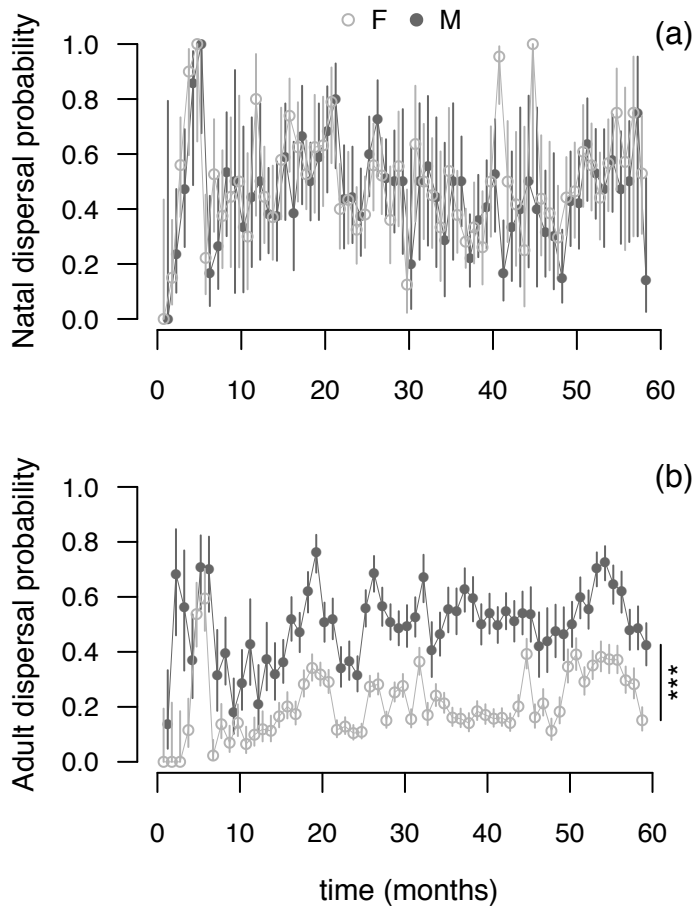 F M
(a)
Natal dispersal probability
1.0
0.8
0.6
0.4
0.2
0.0
0 10 20 30 40 50 60
(b)
Adult dispersal probability
1.0
0.8
0.6
0.4
0.2
0.0
***
0 10 20 30 40 50 60
time (months)